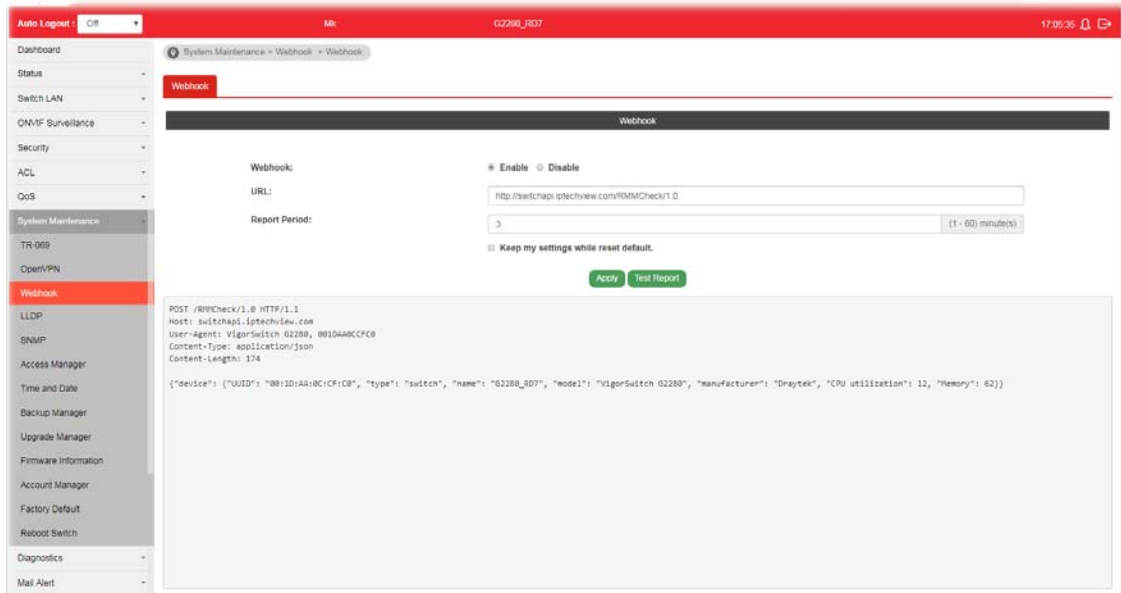 Auto Logout : Off Mk G2280_RD7 17:05:35
Dashboard
Status
Switch LAN
ONVIF Surveillance
Security
ACL
QoS
System Maintenance
TR-069
OpenVPN
Webhook
LLDP
SNMP
Access Manager
Time and Date
Backup Manager
Upgrade Manager
Firmware Information
Account Manager
Factory Default
Reboot Switch
Diagnostics
Mail Alert
System Maintenance > Webhook > Webhook
Webhook
Webhook
Webhook: Enable Disable
URL: http://switchapi.iptechview.com/RMMCheck/1.0
Report Period: 3 (1 - 60) minute(s)
Keep my settings while reset default.
Apply Test Report
POST /RMMCheck/1.0 HTTP/1.1
Host: switchapi.iptechview.com
User-Agent: VigorSwitch G2280, 001DAA0CCFC0
Content-Type: application/json
Content-Length: 174
{"device": {"UUID": "00:1D:AA:0C:CF:C0", "type": "switch", "name": "G2280_RD7", "model": "VigorSwitch G2280", "manufacturer": "Draytek", "CPU utilization": 12, "Memory": 62}}